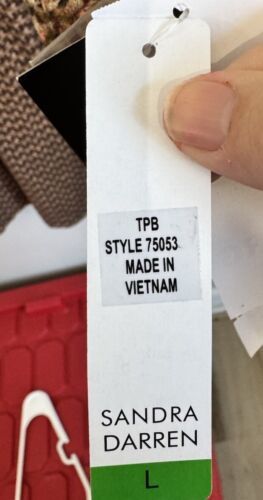 TPB
STYLE 75053
MADE IN
VIETNAM
SANDRA
DARREN
L